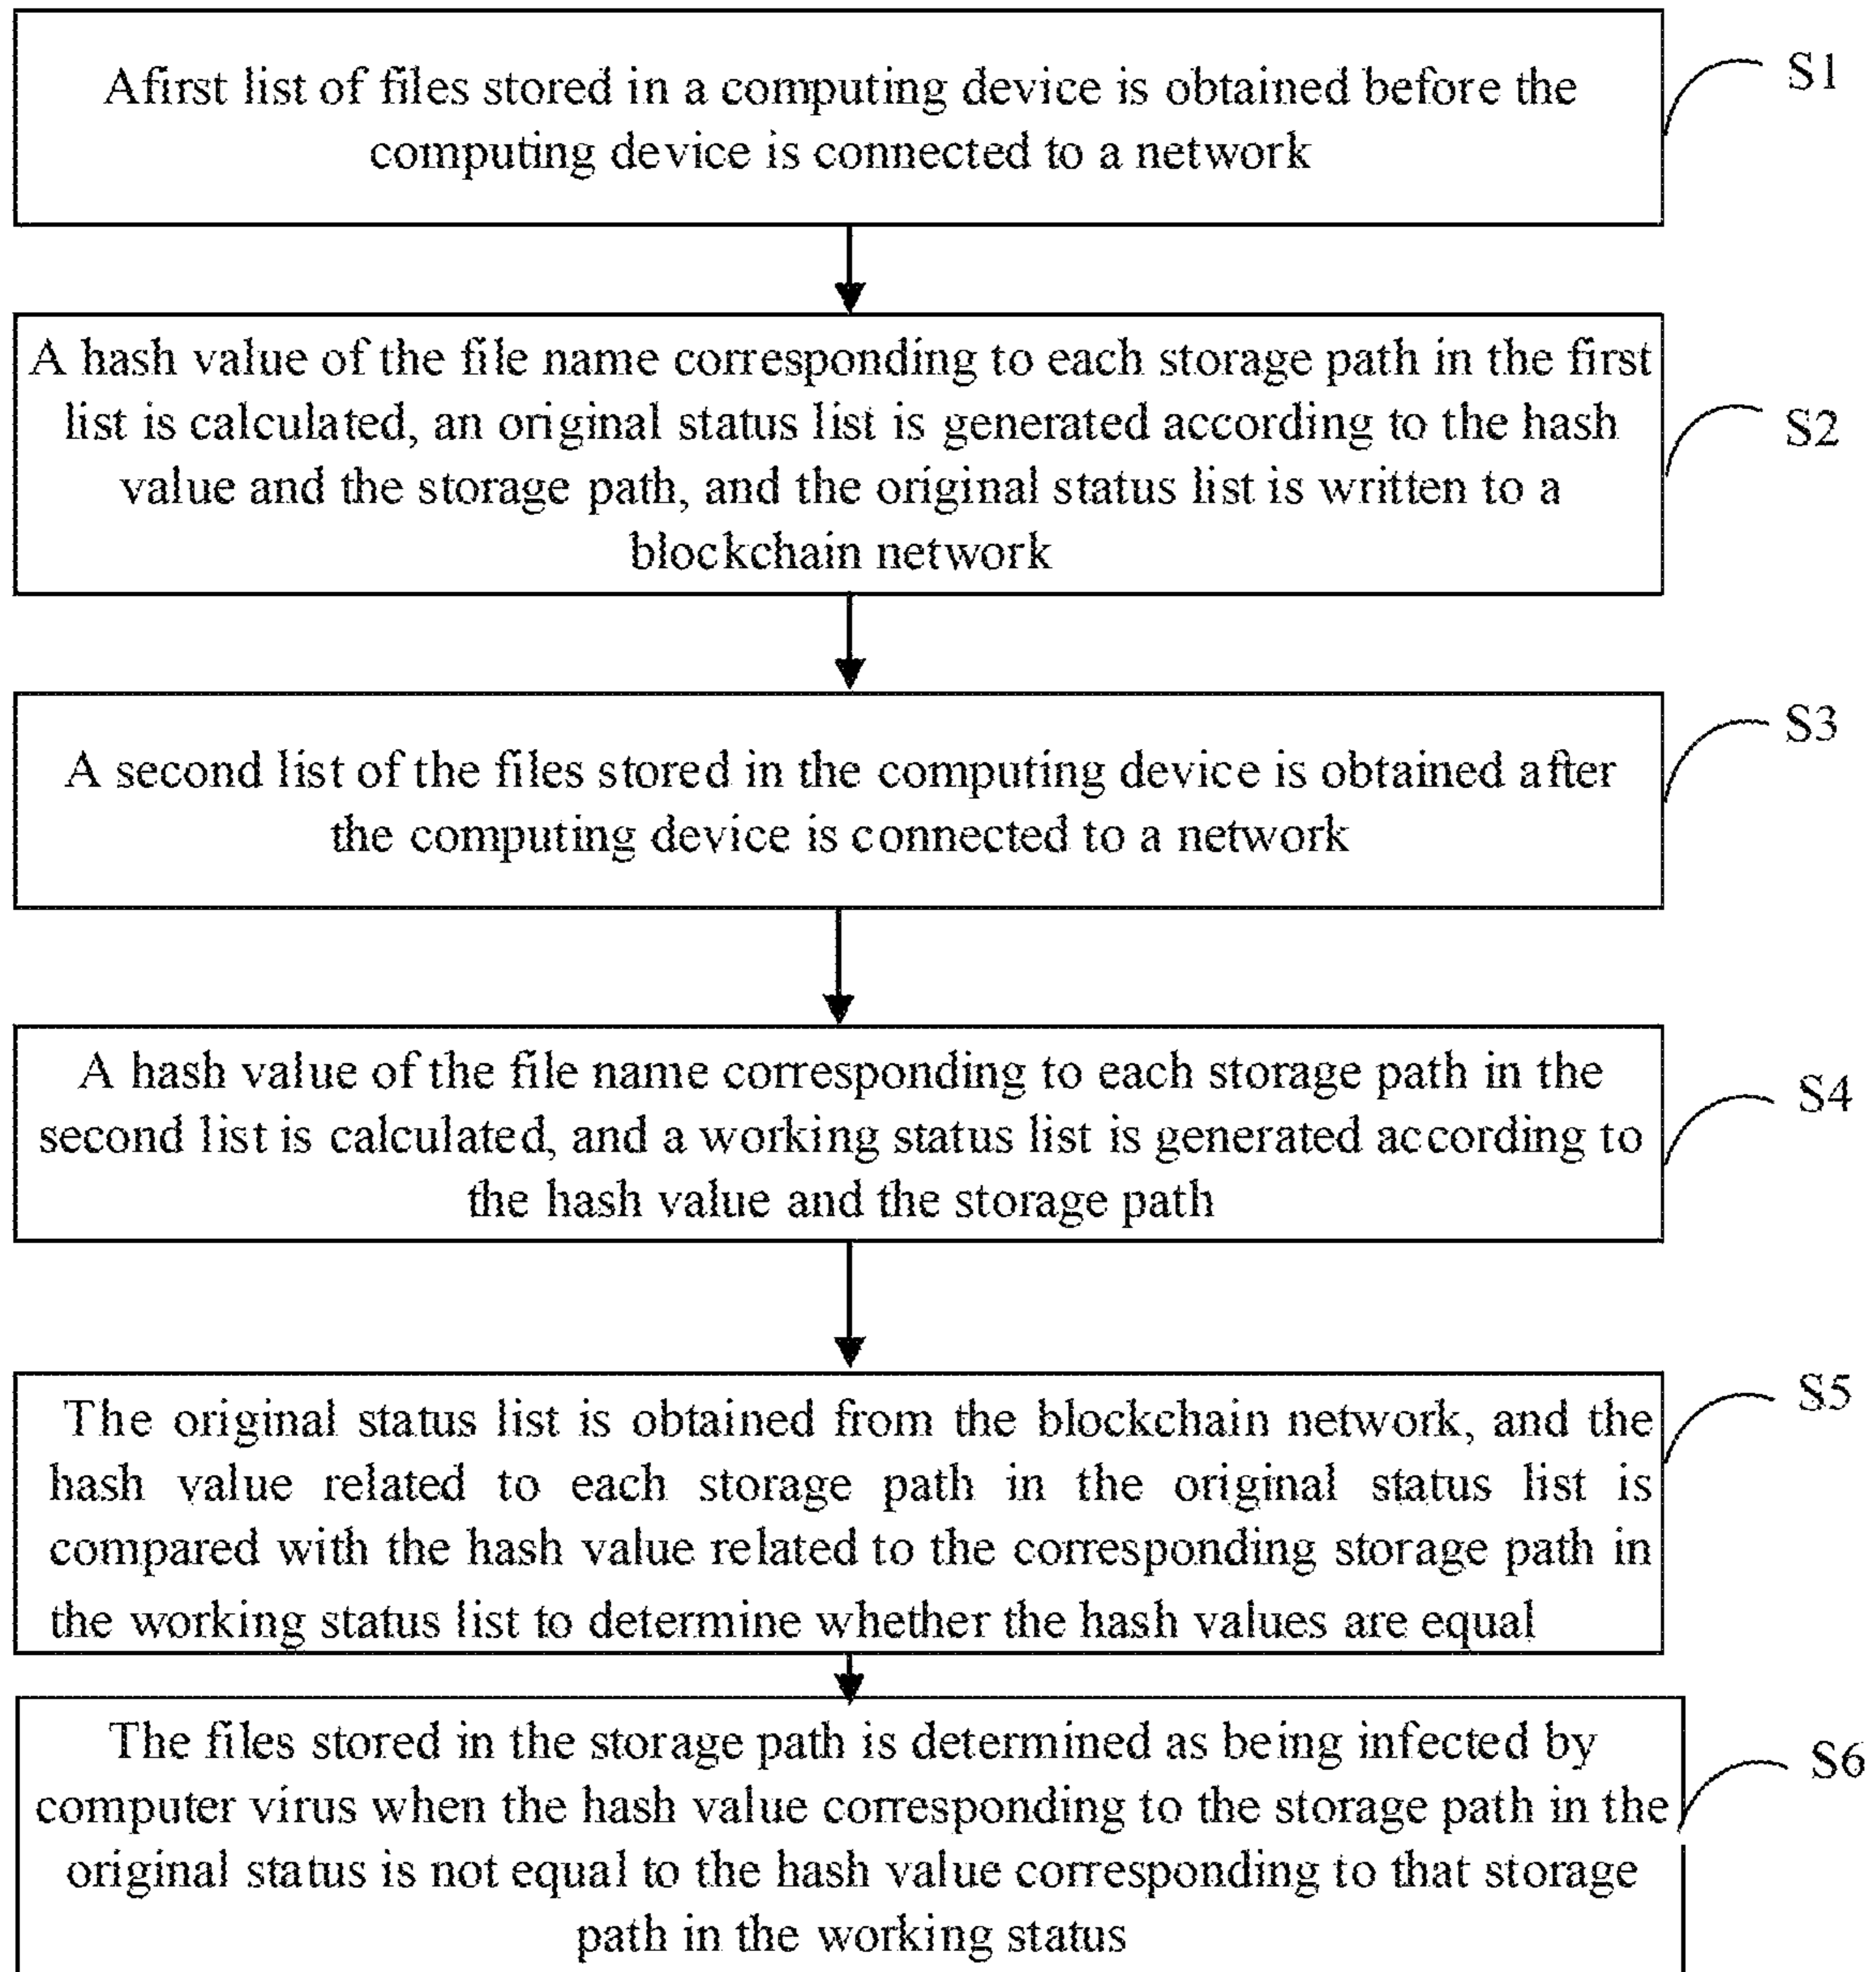 Afirst list of files stored in a computing device is obtained before the
computing device is connected to a network
S1
A hash value of the file name corresponding to each storage path in the first
list is calculated, an original status list is generated according to the hash
value and the storage path, and the original status list is written to a
blockchain network
S2
A second list of the files stored in the computing device is obtained after
the computing device is connected to a network
S3
A hash value of the file name corresponding to each storage path in the
second list is calculated, and a working status list is generated according to
the hash value and the storage path
S4
The original status list is obtained from the blockchain network, and the
hash value related to each storage path in the original status list is
compared with the hash value related to the corresponding storage path in
the working status list to determine whether the hash values are equal
S5
The files stored in the storage path is determined as being infected by
computer virus when the hash value corresponding to the storage path in the
original status is not equal to the hash value corresponding to that storage
path in the working status
S6